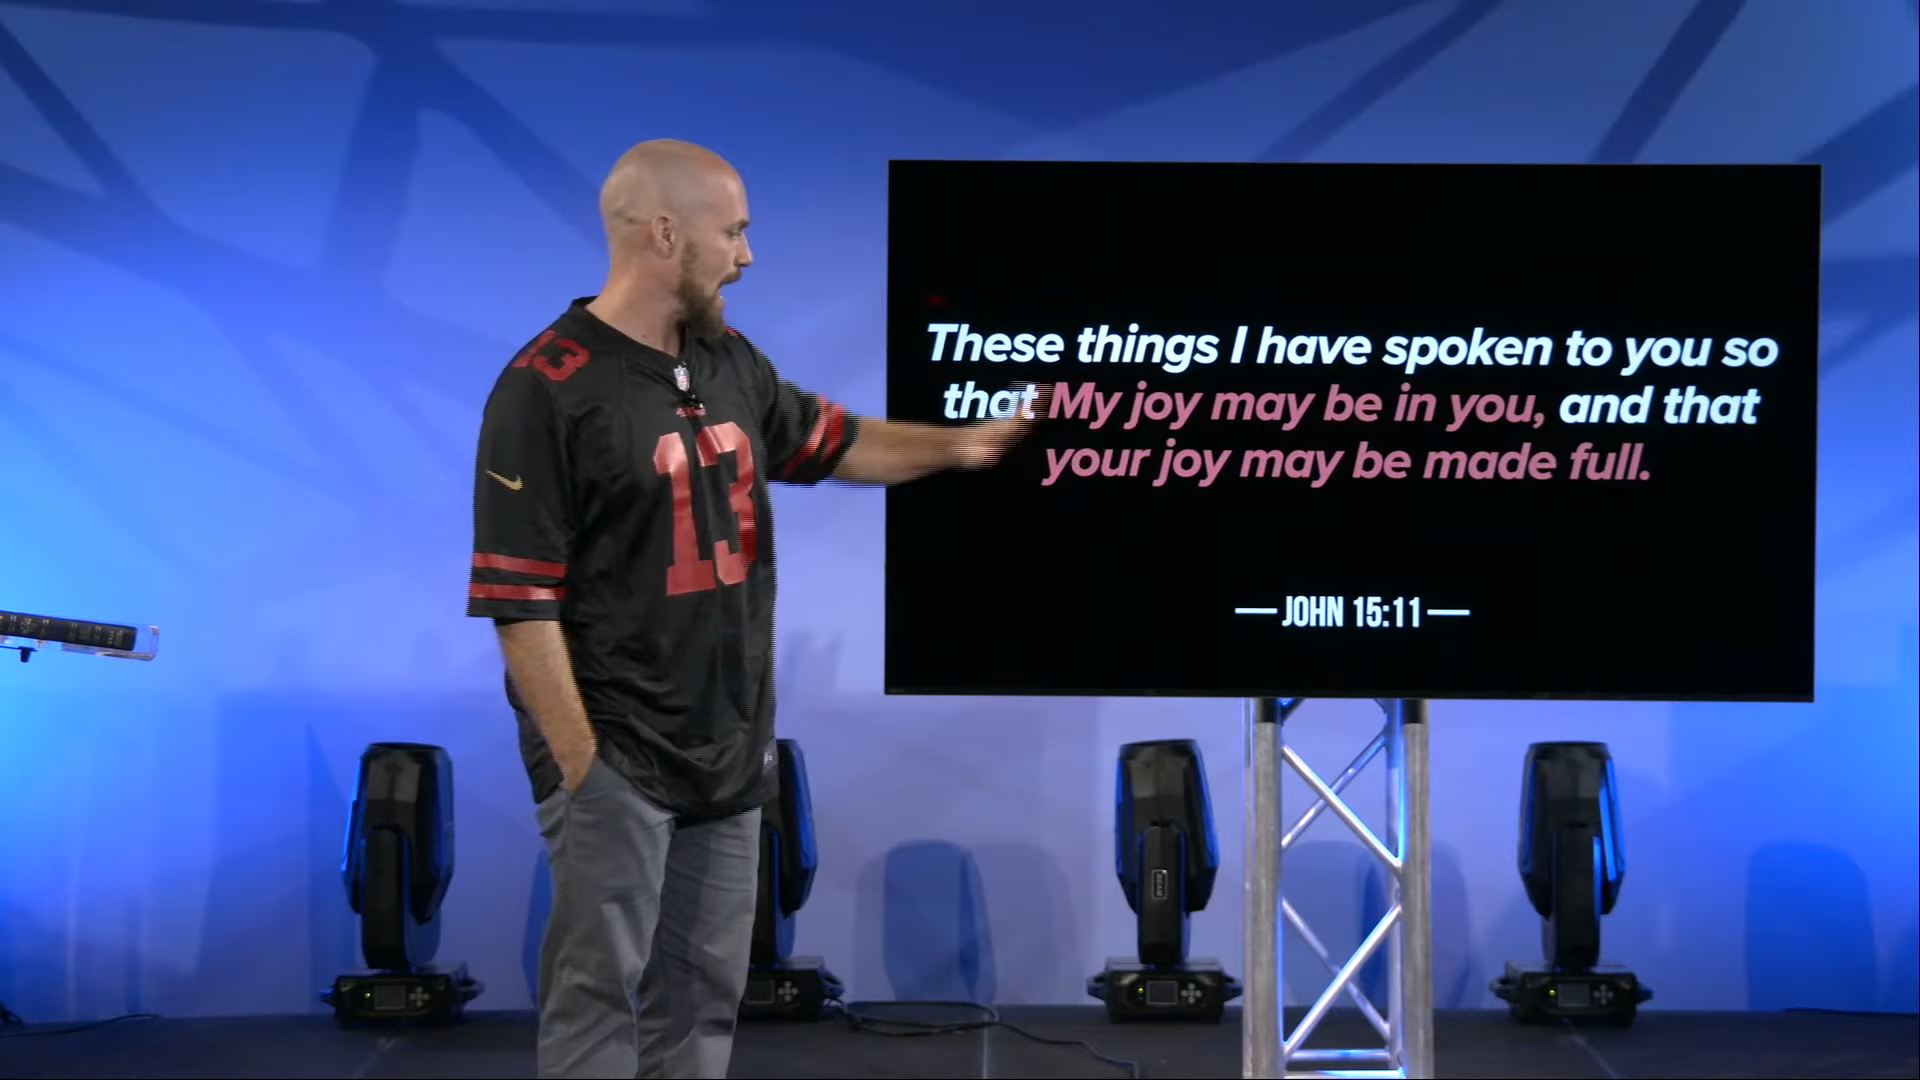 These things I have spoken to you so
that My joy may be in you, and that
your joy may be made full.
JOHN 15:11
13
13